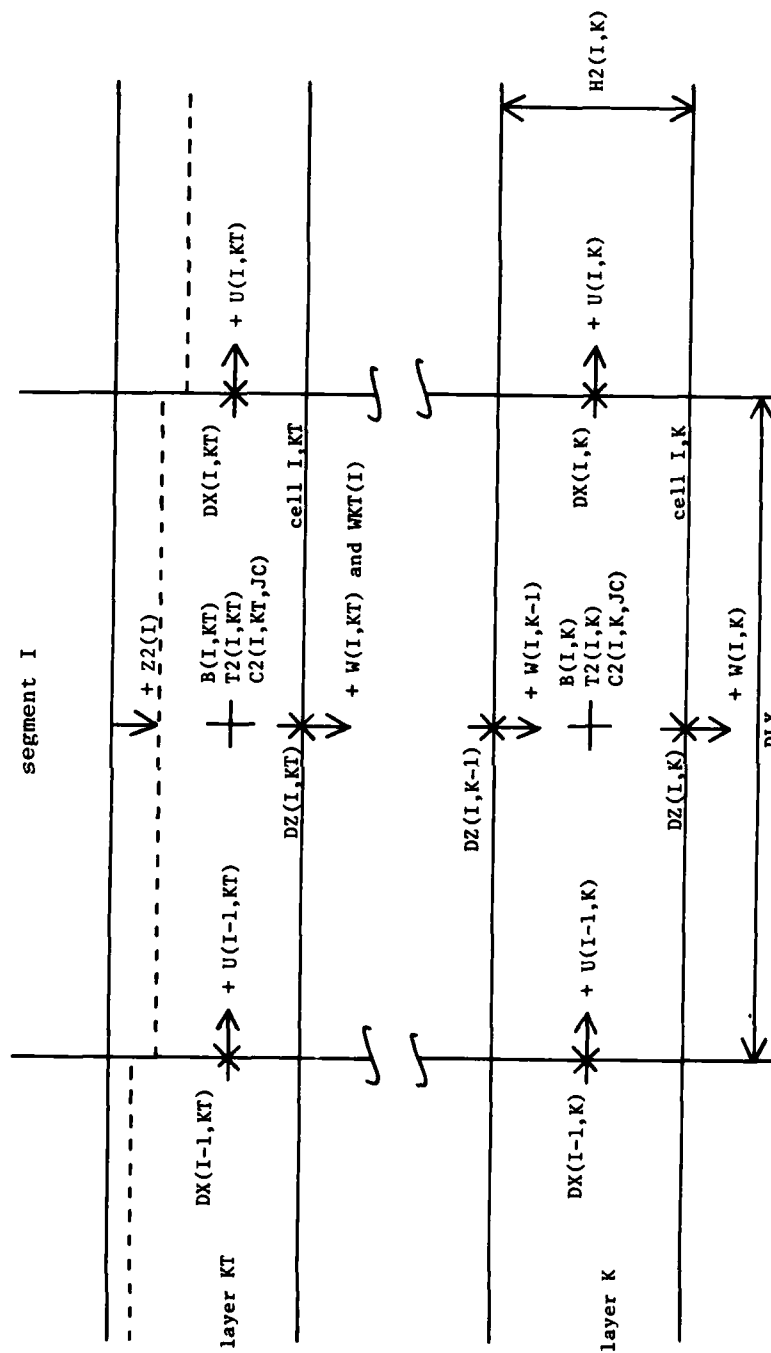 segment I
+ Z2(I)
layer KT
DX(I-1,KT)
+ U(I-1,KT)
B(I,KT)
T2(I,KT)
C2(I,KT,JC)
DX(I,KT)
+ U(I,KT)
DZ(I,KT)
cell I,KT
+ W(I,KT) and WKT(I)
DZ(I,K-1)
+ W(I,K-1)
H2(I,K)
layer K
DX(I-1,K)
+ U(I-1,K)
B(I,K)
T2(I,K)
C2(I,K,JC)
DX(I,K)
+ U(I,K)
DZ(I,K)
cell I,K
+ W(I,K)